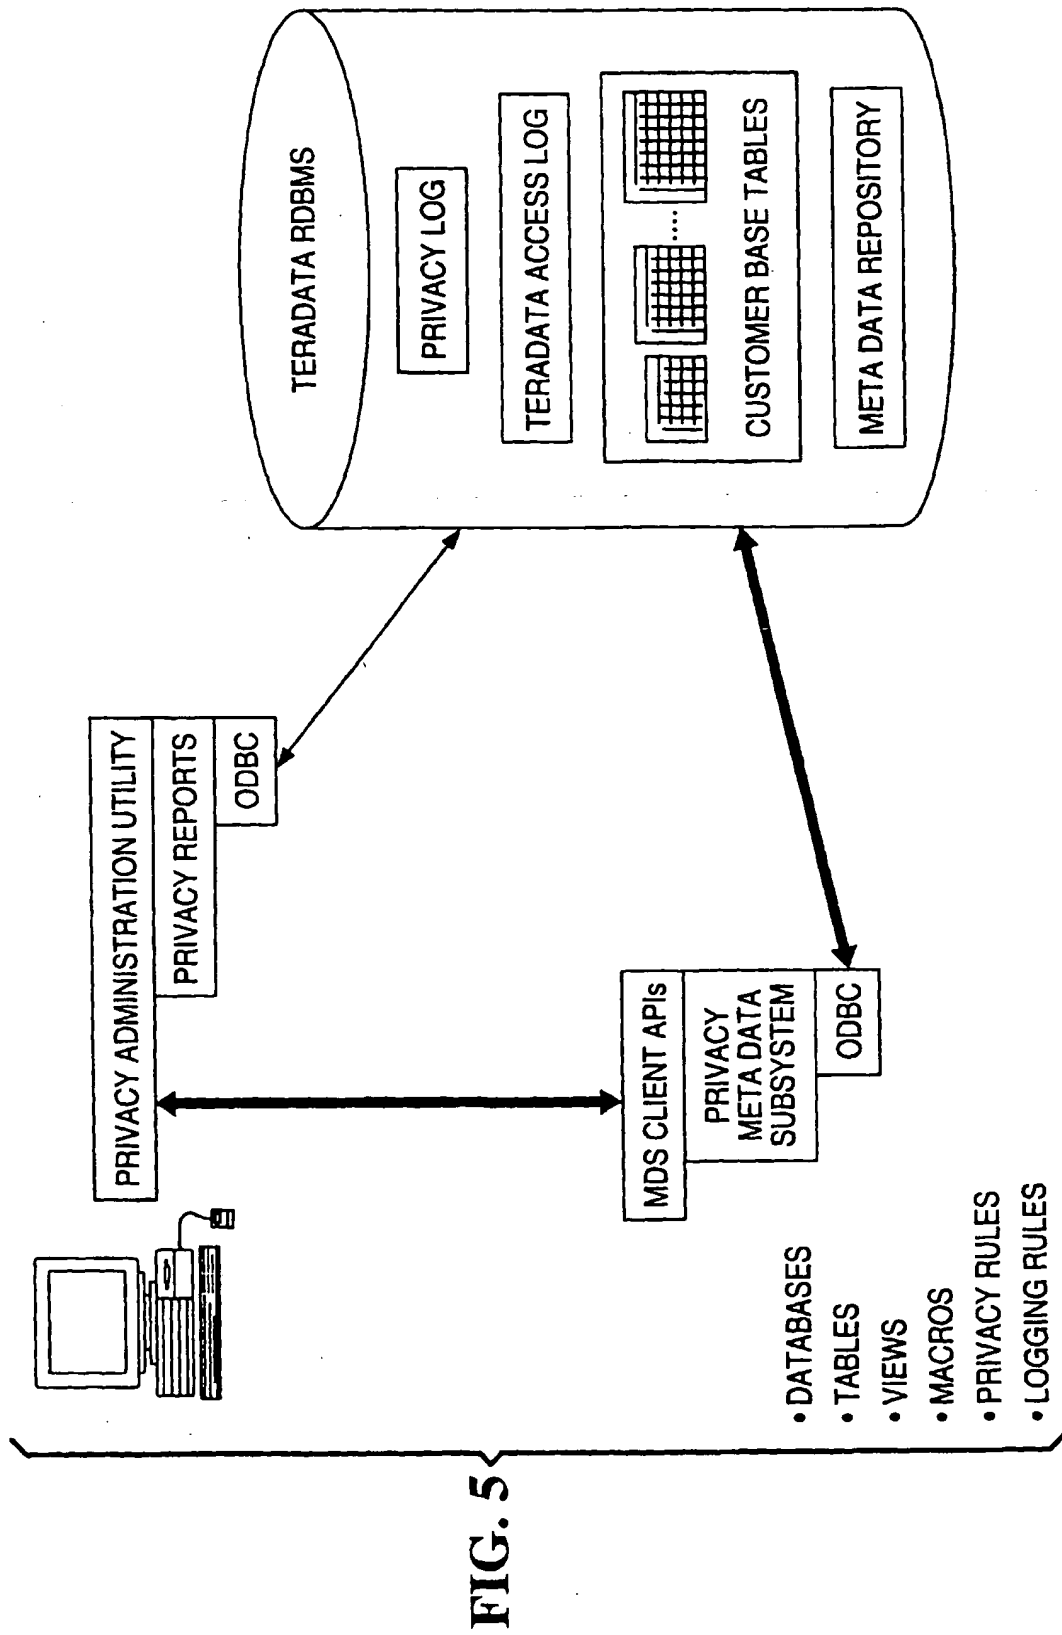 PRIVACY ADMINISTRATION UTILITY
PRIVACY REPORTS
ODBC
TERADATA RDBMS
PRIVACY LOG
TERADATA ACCESS LOG
CUSTOMER BASE TABLES
META DATA REPOSITORY
MDS CLIENT APIs
PRIVACY
META DATA
SUBSYSTEM
ODBC
• DATABASES
• TABLES
• VIEWS
• MACROS
• PRIVACY RULES
• LOGGING RULES
FIG. 5